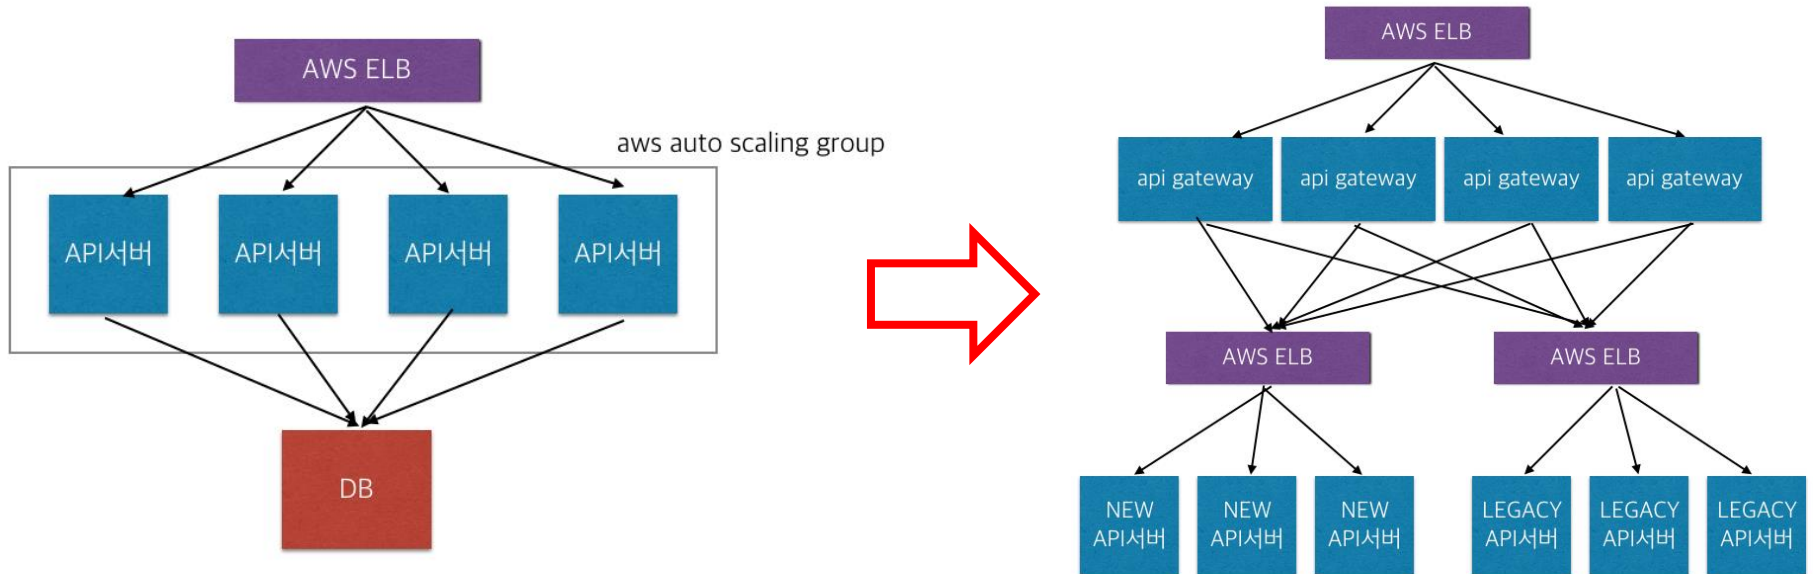 AWS ELB
aws auto scaling group
API서버
API서버
API서버
API서버
DB
AWS ELB
api gateway
api gateway
api gateway
api gateway
AWS ELB
AWS ELB
NEW
API서버
NEW
API서버
NEW
API서버
LEGACY
API서버
LEGACY
API서버
LEGACY
API서버